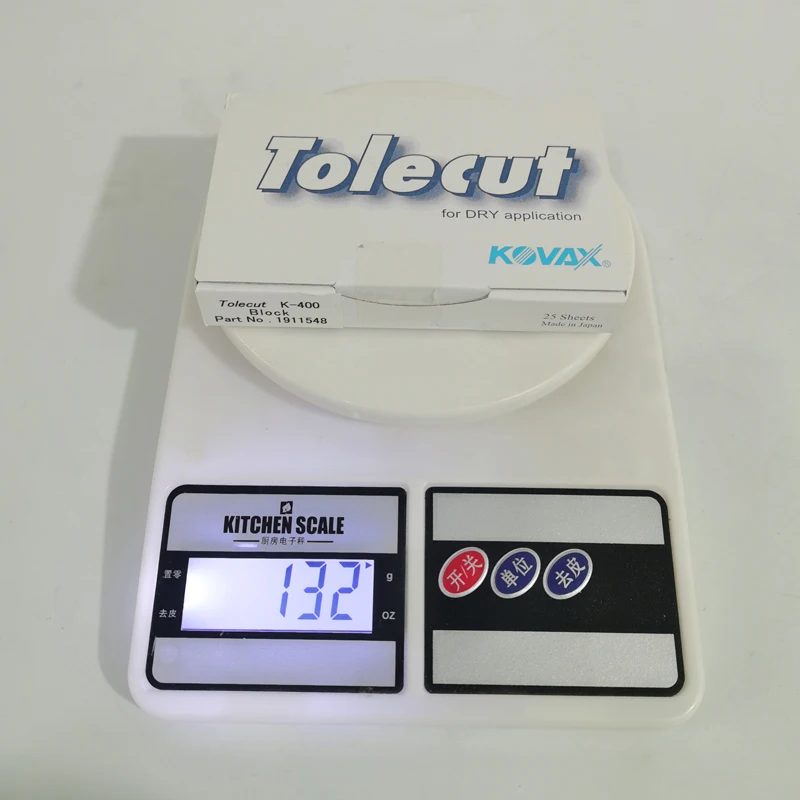 Tolecut
for DRY application
KOVAX®
Tolecut K-400
Block
Part No. 1911548
25 Sheets
Made in Japan
KITCHEN SCALE
厨房电子秤
置零
132
g
去皮
oz
开/关
单位
去皮